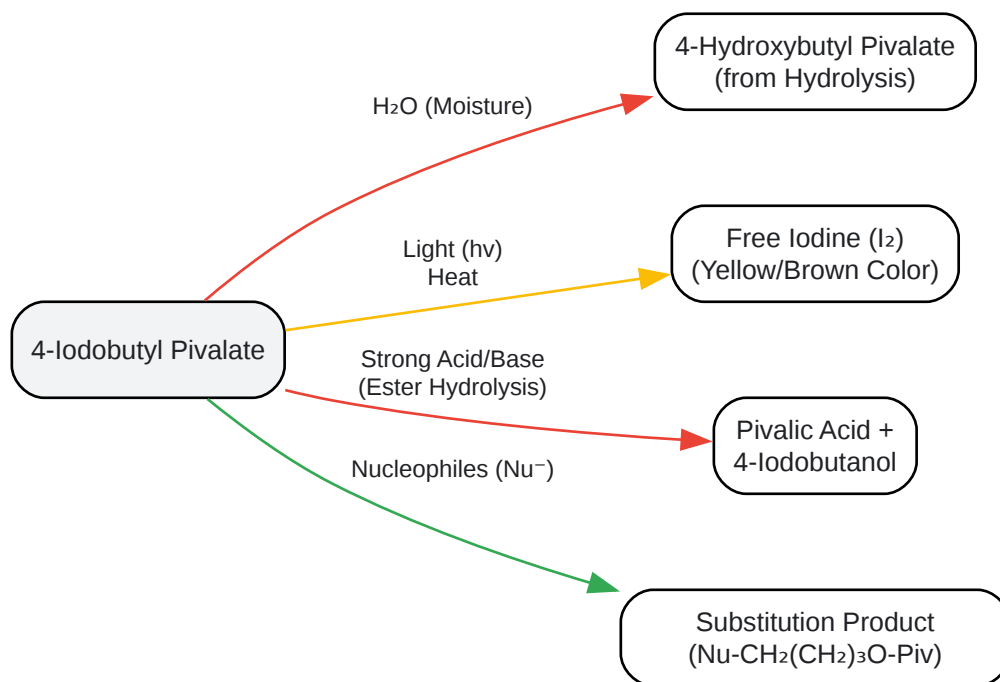 4-Hydroxybutyl Pivalate
(from Hydrolysis)
H₂O (Moisture)
Free Iodine (I₂)
(Yellow/Brown Color)
Light (hv)
Heat
4-Iodobutyl Pivalate
Strong Acid/Base
(Ester Hydrolysis)
Pivalic Acid +
4-Iodobutanol
Nucleophiles (Nu⁻)
Substitution Product
(Nu-CH₂(CH₂)₃O-Piv)